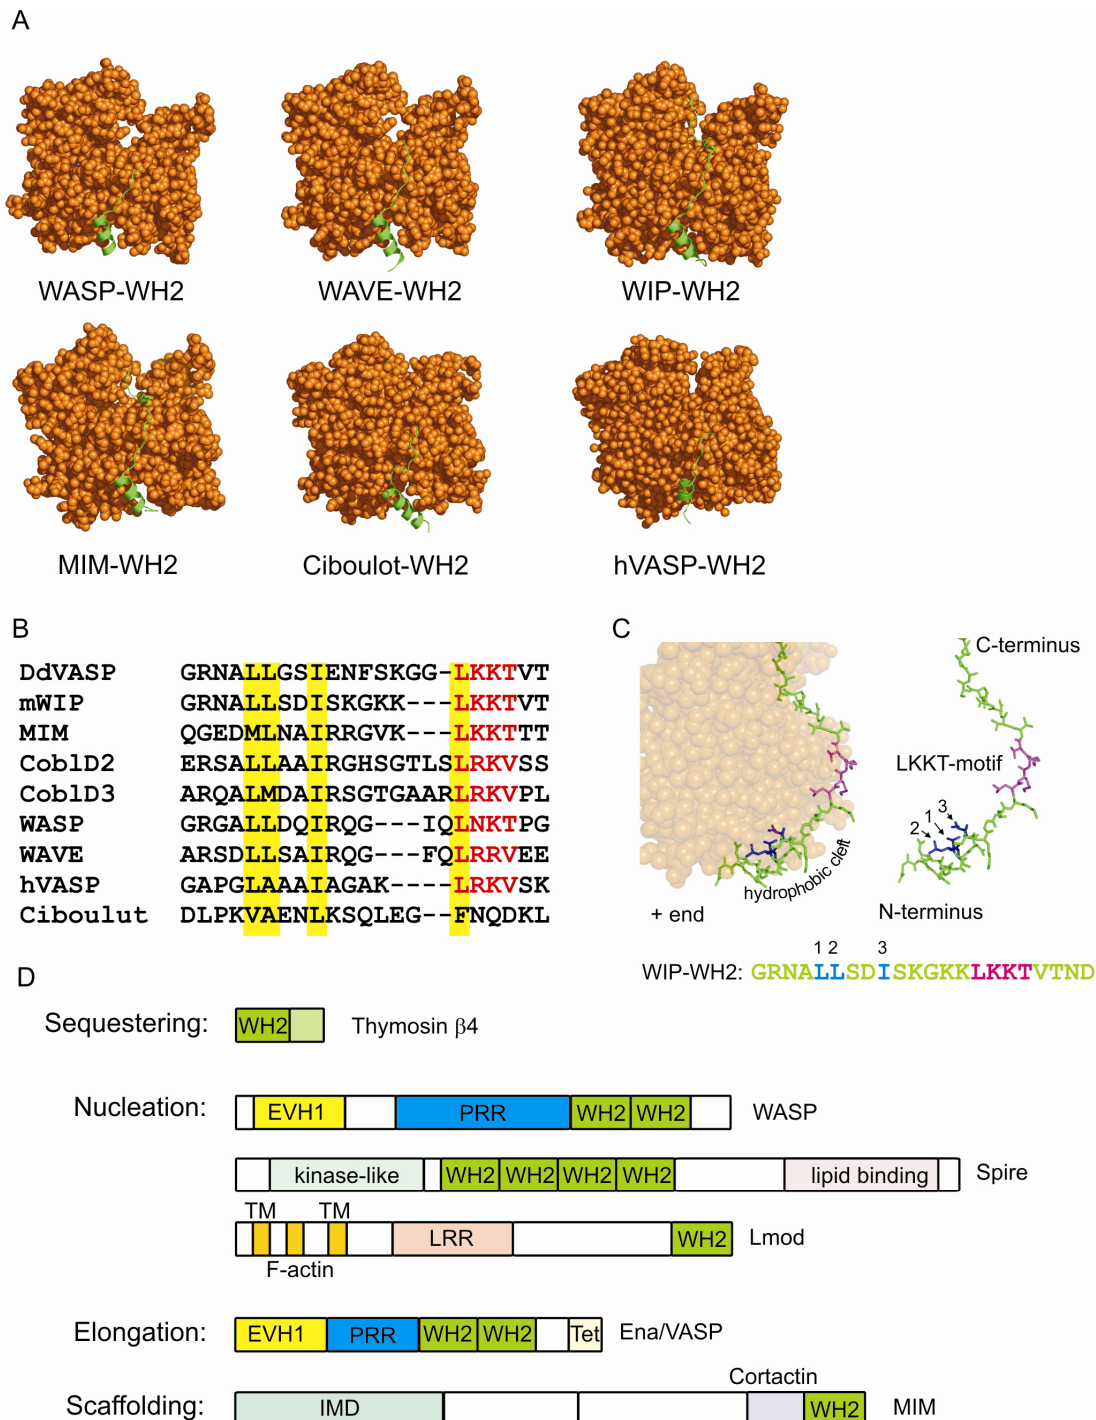 A
WASP-WH2 WAVE-WH2 WIP-WH2
MIM-WH2 Ciboulot-WH2 hVASP-WH2
B
DdVASP GRNALLGSIENFSKGG-LKKTVT
mWIP GRNALLSDISKGKK---LKKTVT
MIM QGEDMLNAIRRGVK---LKKTTT
CoblD2 ERSALLAAIRGHSGTLSLRKVSS
CoblD3 ARQALMDAIRSGTGAARLRKVPL
WASP GRGALLDQIRQG---IQLNKTPG
WAVE ARSDLLSAIRQG---FQLRRVEE
hVASP GAPGLAAAIAGAK----LRKVSK
Ciboulut DLPKVAENLKSQLEG--FNQDKL
C
C-terminus
LKKT-motif
2 1 3
hydrophobic cleft
+ end
N-terminus
1 2 3
WIP-WH2: GRNALLSDISKGKKLKKTVTND
D
Sequestering: WH2 Thymosin β4
Nucleation: EVH1 PRR WH2 WH2 WASP
kinase-like WH2 WH2 WH2 WH2 lipid binding Spire
TM TM
LRR WH2 Lmod
F-actin
Elongation: EVH1 PRR WH2 WH2 Tet Ena/VASP
Cortactin
Scaffolding: IMD WH2 MIM